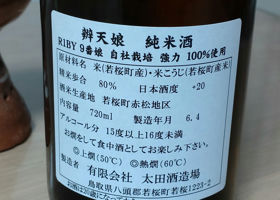 辨天娘 純米酒
RIBY 9番娘 自社栽培 強力 100%使用
原材料名 米(若桜町産)・米こうじ(若桜町産米)
精米歩合 80% 日本酒度 +20
酒米生産地 若桜町赤松地区
内容量 720ml 製造年月 6.4
アルコール分 15度以上16度未満
お燗をして食中酒としてお楽しみ下さい。
◎上燗(50℃) ◎熱燗(60℃)
製造者 有限会社 太田酒造場
鳥取県八頭郡若桜町若桜1223-2